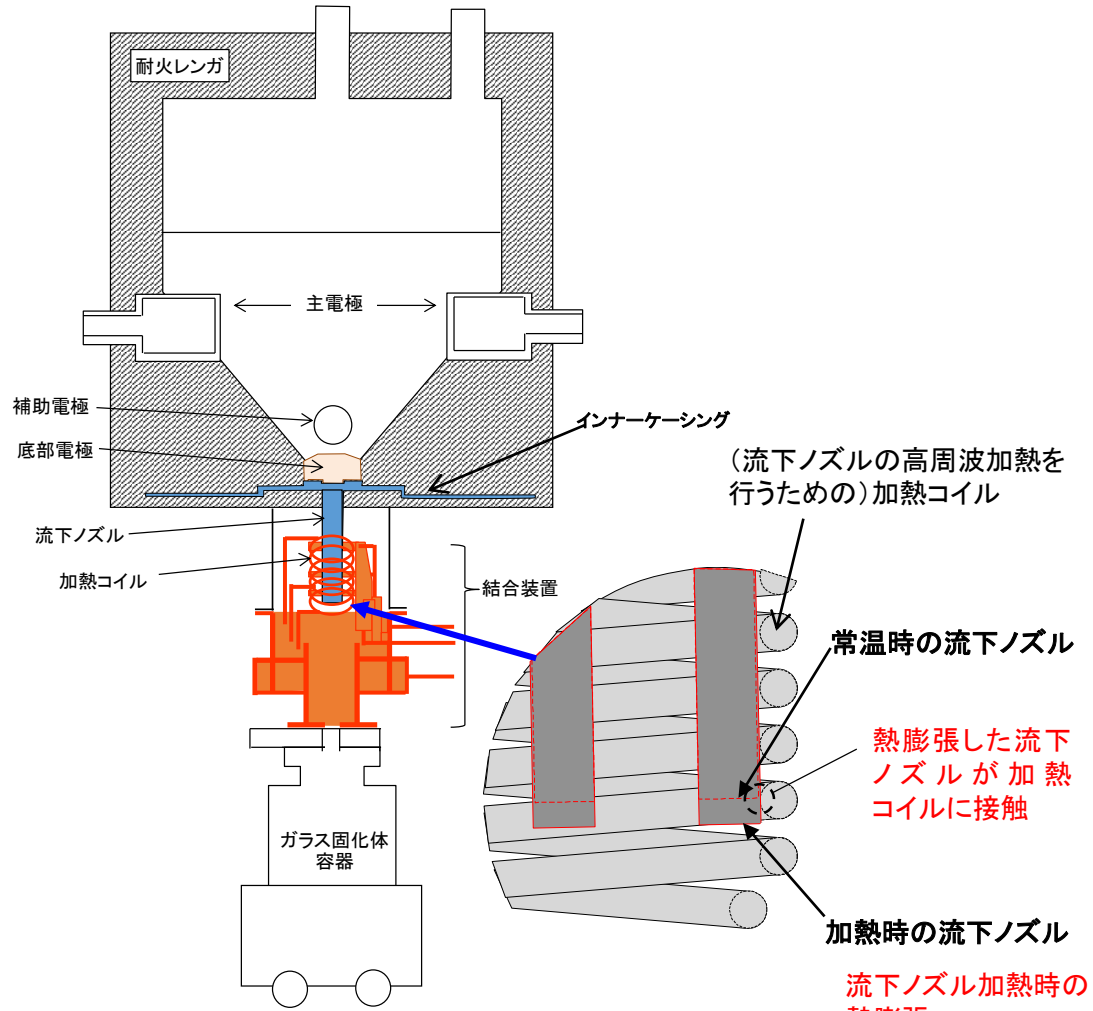 耐火レンガ
主電極
補助電極
底部電極
インナーケーシング
流下ノズル
加熱コイル
結合装置
ガラス固化体
容器
(流下ノズルの高周波加熱を
行うための)加熱コイル
常温時の流下ノズル
熱膨張した流下
ノズルが加熱
コイルに接触
加熱時の流下ノズル
流下ノズル加熱時の